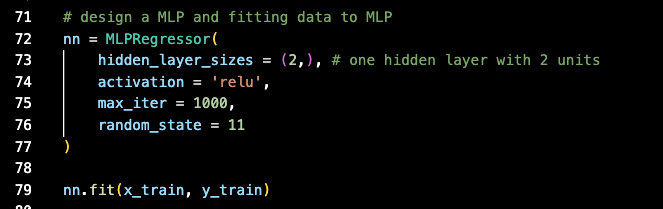 71 # design a MLP and fitting data to MLP
72 nn = MLPRegressor(
73     hidden_layer_sizes = (2,), # one hidden layer with 2 units
74     activation = 'relu',
75     max_iter = 1000,
76     random_state = 11
77 )
78
79 nn.fit(x_train, y_train)